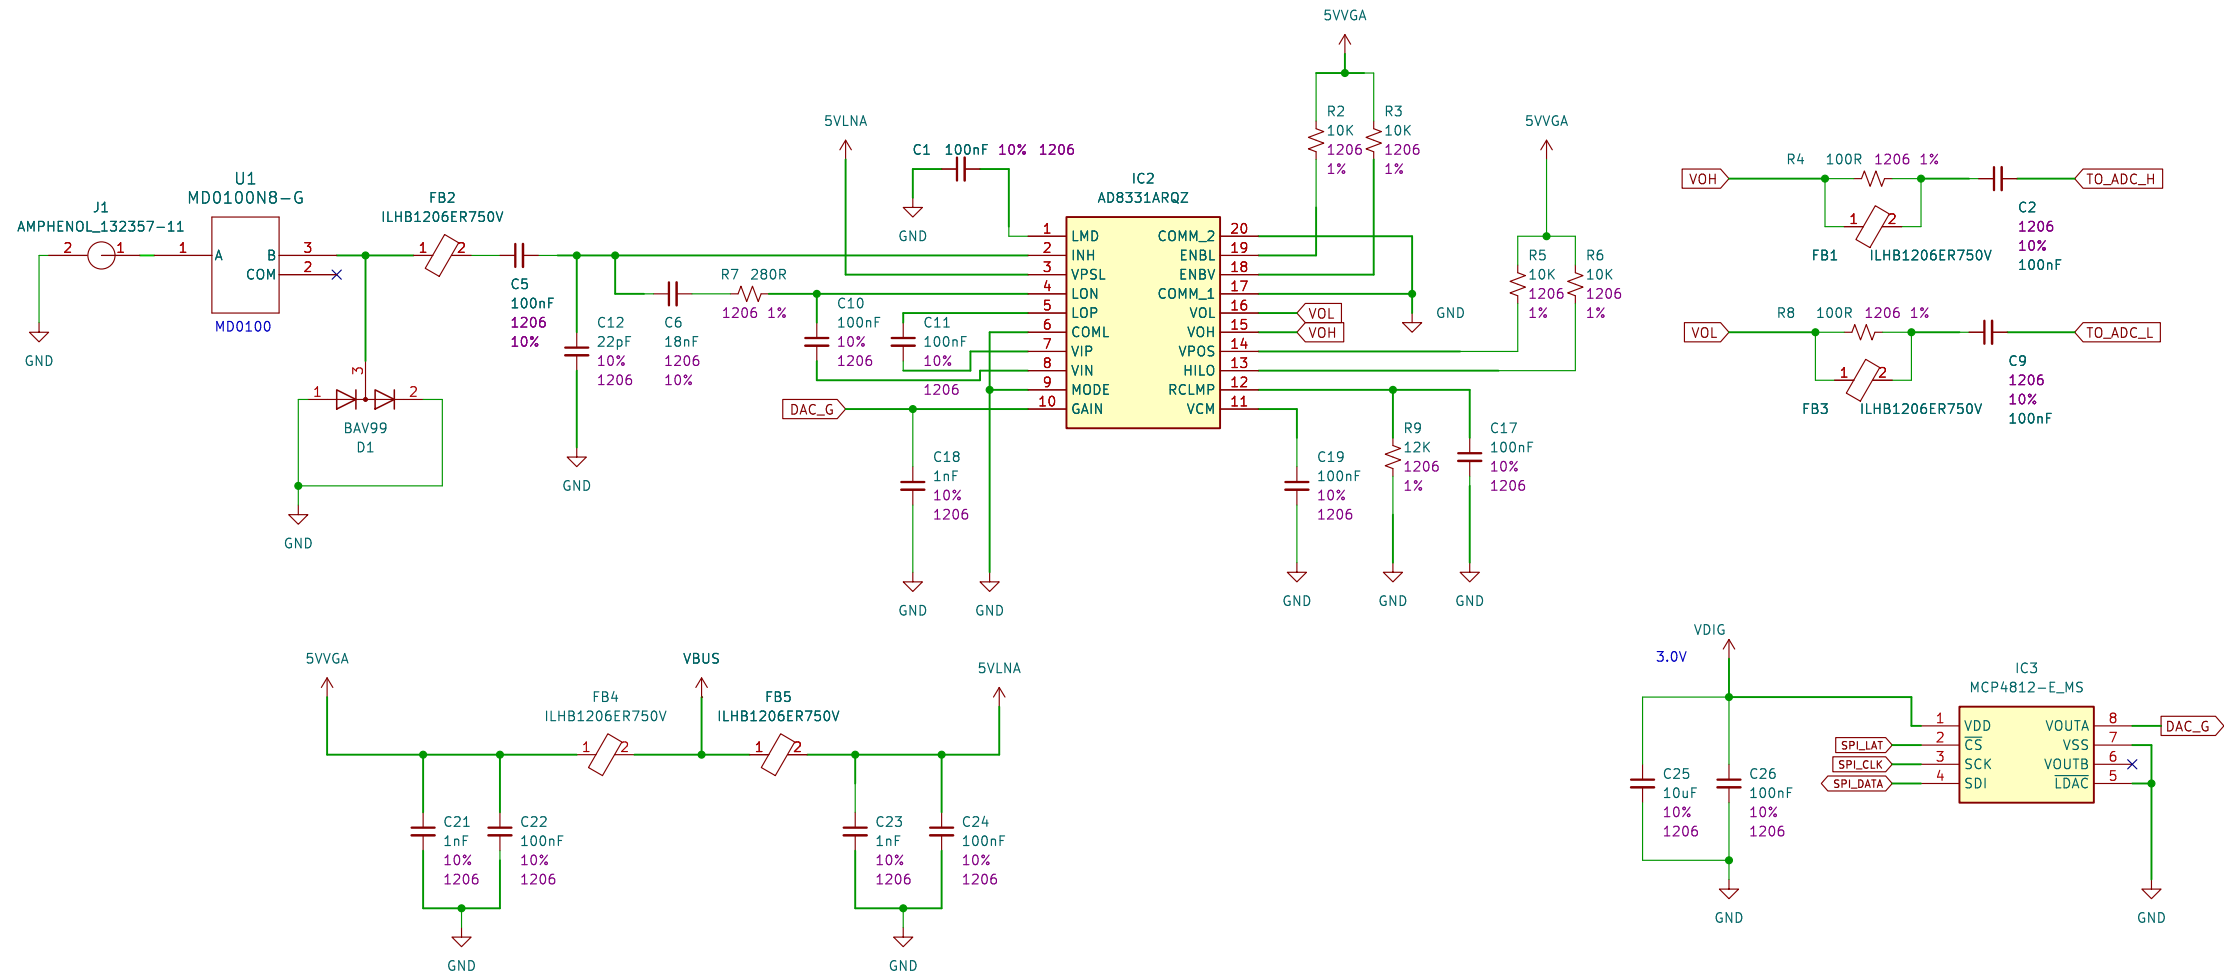 5VVGA
R2
10K
1206
1%
R3
10K
1206
1%
5VLNA
C1 100nF 10% 1206
GND
5VVGA
R5
10K
1206
1%
R6
10K
1206
1%
J1
AMPHENOL_132357-11
2
1
GND
U1
MD0100N8-G
1
A
B
3
COM
2
MD0100
FB2
ILHB1206ER750V
1
2
C5
100nF
1206
10%
3
1
2
BAV99
D1
GND
C12
22pF
10%
1206
GND
C6
18nF
1206
10%
R7 280R
1206 1%
C10
100nF
10%
1206
C11
100nF
10%
1206
DAC_G
C18
1nF
10%
1206
GND
GND
IC2
AD8331ARQZ
1 LMD
2 INH
3 VPSL
4 LON
5 LOP
6 COML
7 VIP
8 VIN
9 MODE
10 GAIN
COMM_2 20
ENBL 19
ENBV 18
COMM_1 17
VOL 16
VOH 15
VPOS 14
HILO 13
RCLMP 12
VCM 11
VOL
VOH
GND
C19
100nF
10%
1206
GND
R9
12K
1206
1%
GND
C17
100nF
10%
1206
GND
VOH
R4 100R 1206 1%
1
2
FB1 ILHB1206ER750V
C2
1206
10%
100nF
TO_ADC_H
VOL
R8 100R 1206 1%
1
2
FB3 ILHB1206ER750V
C9
1206
10%
100nF
TO_ADC_L
5VVGA
FB4
ILHB1206ER750V
1
2
VBUS
FB5
ILHB1206ER750V
1
2
5VLNA
C21
1nF
10%
1206
C22
100nF
10%
1206
GND
C23
1nF
10%
1206
C24
100nF
10%
1206
GND
VDIG
3.0V
C25
10uF
10%
1206
C26
100nF
10%
1206
GND
IC3
MCP4812-E_MS
SPI_LAT
SPI_CLK
SPI_DATA
1 VDD
2 CS
3 SCK
4 SDI
VOUTA 8
VSS 7
VOUTB 6
LDAC 5
DAC_G
GND